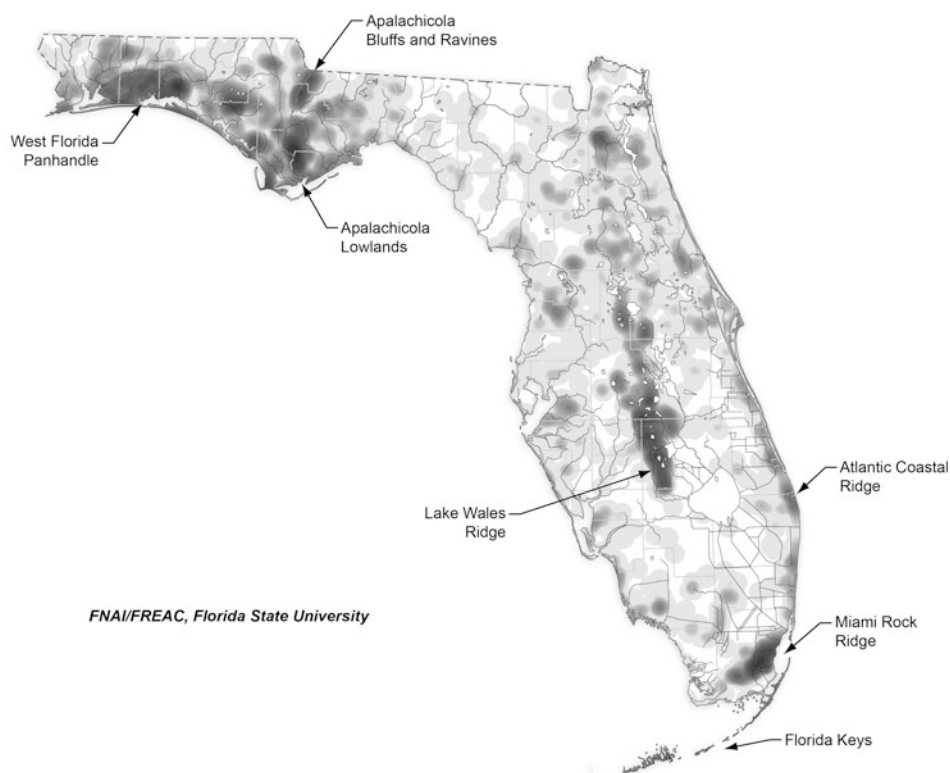 Apalachicola
Bluffs and Ravines
West Florida
Panhandle
Apalachicola
Lowlands
Atlantic Coastal
Ridge
Lake Wales
Ridge
FNAI/FREAC, Florida State University
Miami Rock
Ridge
Florida Keys